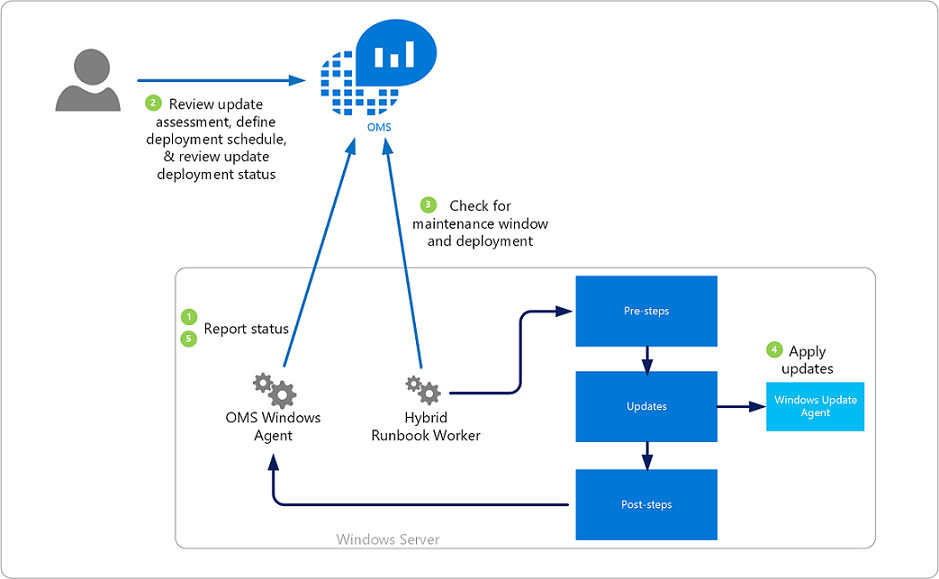 OMS
2 Review update
assessment, define
deployment schedule,
& review update
deployment status
3 Check for
maintenance window
and deployment
1
5
Report status
OMS Windows
Agent
Hybrid
Runbook Worker
Pre-steps
Updates
Post-steps
4 Apply
updates
Windows Update
Agent
Windows Server